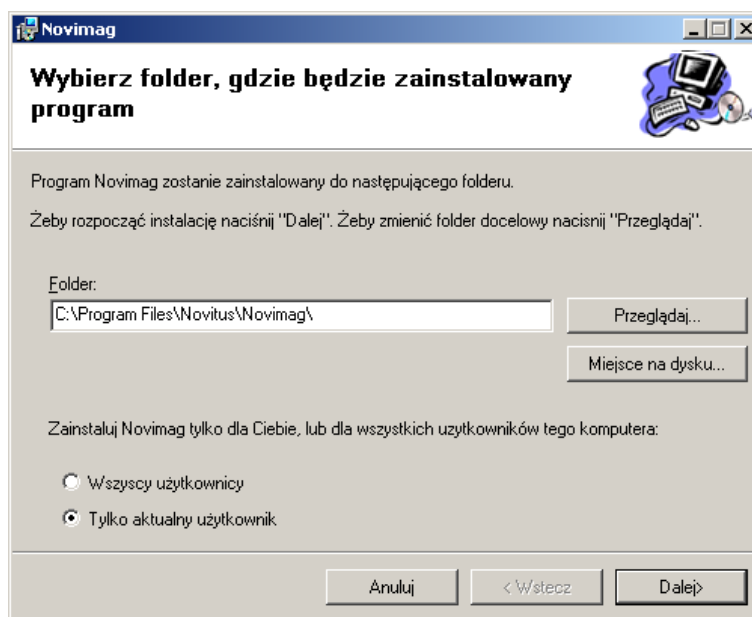 Novimag
Wybierz folder, gdzie będzie zainstalowany
program
Program Novimag zostanie zainstalowany do następującego folderu.
Żeby rozpocząć instalację naciśnij "Dalej". Żeby zmienić folder docelowy nacisnij "Przeglądaj".
Folder:
C:\Program Files\Novitus\Novimag\
Przeglądaj...
Miejsce na dysku...
Zainstaluj Novimag tylko dla Ciebie, lub dla wszystkich uzytkowników tego komputera:
Wszyscy użytkownicy
Tylko aktualny użytkownik
Anuluj
< Wstecz
Dalej>